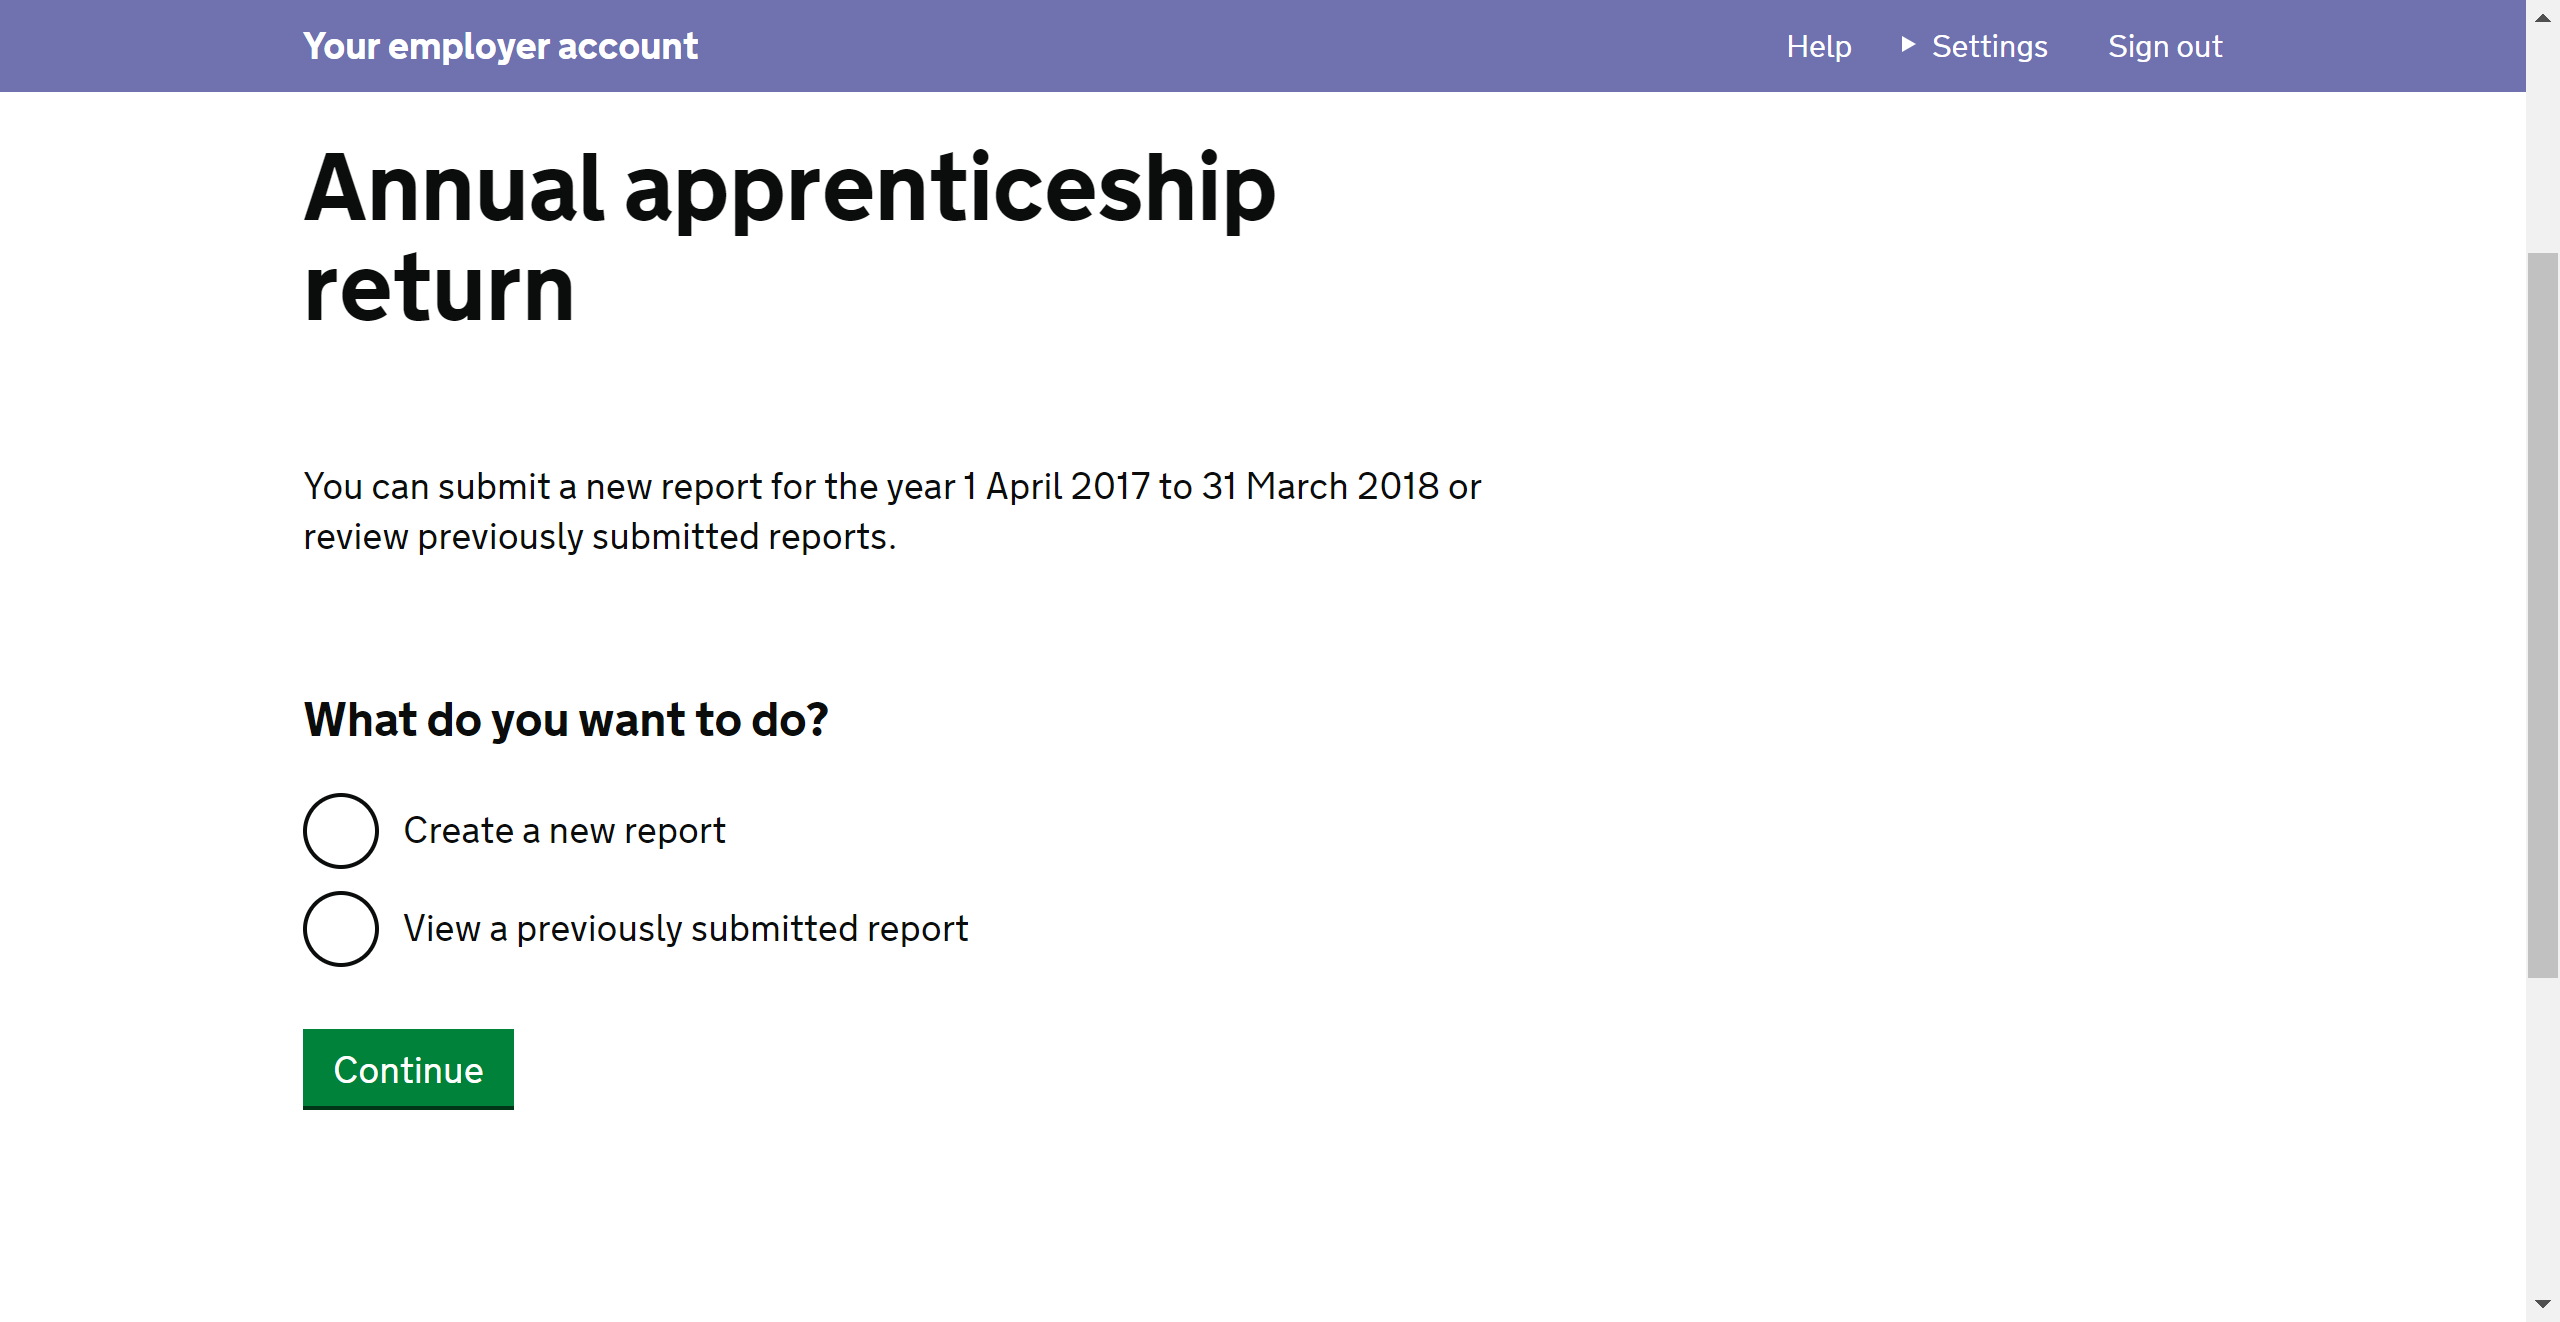 Your employer account
Help
Settings
Sign out
Annual apprenticeship
return
You can submit a new report for the year 1 April 2017 to 31 March 2018 or
review previously submitted reports.
What do you want to do?
Create a new report
View a previously submitted report
Continue